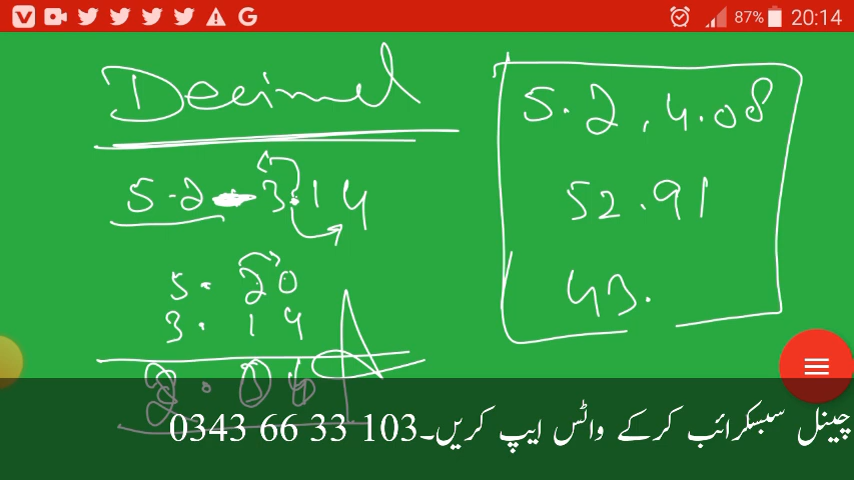 87% 20:14
Decimal
5.2 - 3.14
5.20
3.14
5.2, 4.08
52.91
43.
چینل سبسکرائب کرکے واٹس ایپ کریں۔103 33 66 0343